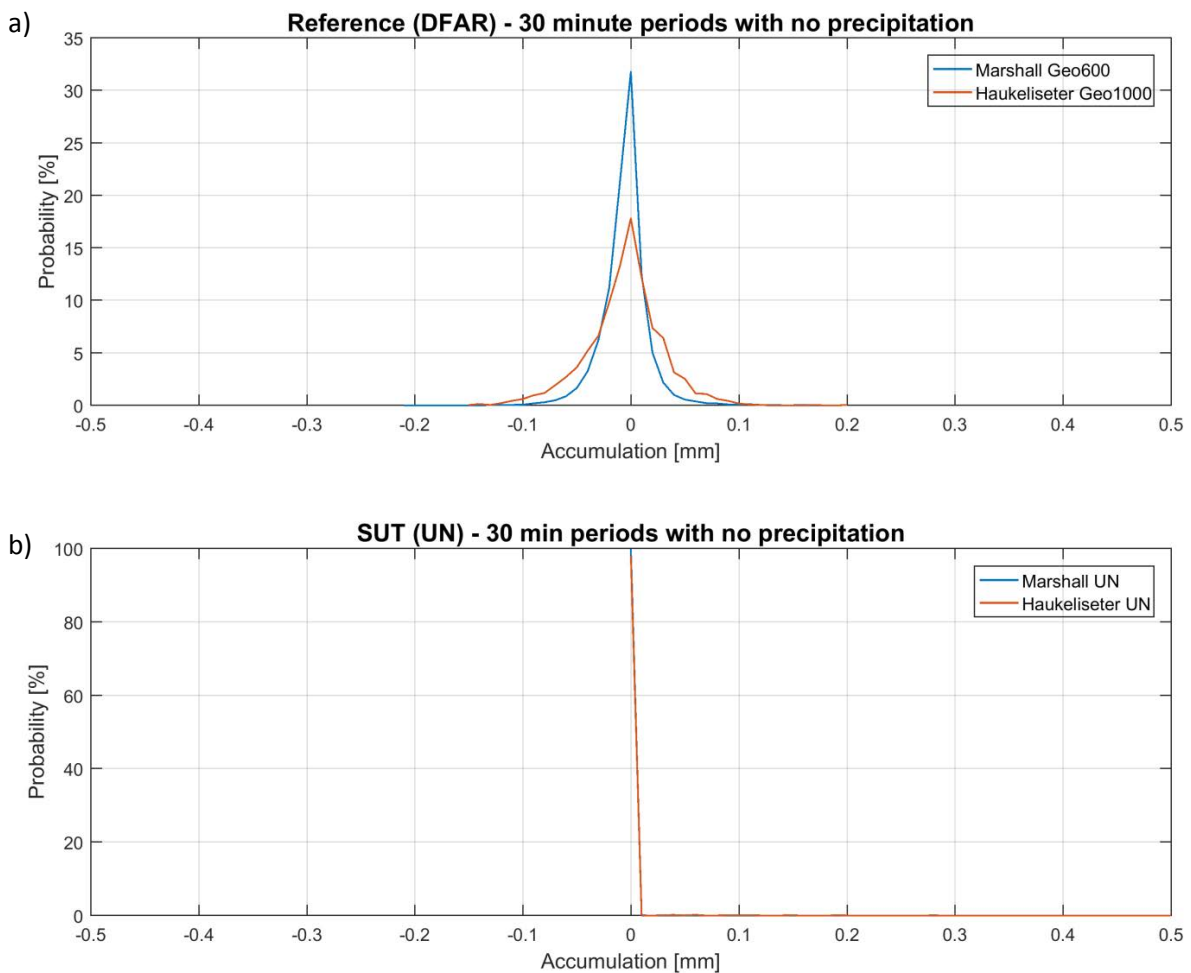 a)
Reference (DFAR) - 30 minute periods with no precipitation
Marshall Geo600
Haukeliseter Geo1000
Probability [%]
35
30
25
20
15
10
5
0
-0.5 -0.4 -0.3 -0.2 -0.1 0 0.1 0.2 0.3 0.4 0.5
Accumulation [mm]
b)
SUT (UN) - 30 min periods with no precipitation
Marshall UN
Haukeliseter UN
Probability [%]
100
80
60
40
20
0
-0.5 -0.4 -0.3 -0.2 -0.1 0 0.1 0.2 0.3 0.4 0.5
Accumulation [mm]